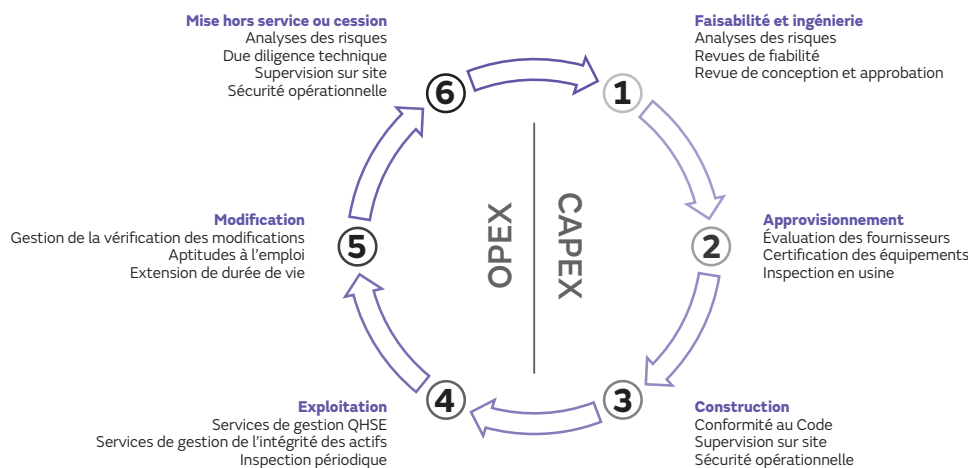 Mise hors service ou cession
Analyses des risques
Due diligence technique
Supervision sur site
Sécurité opérationnelle
6
Faisabilité et ingénierie
Analyses des risques
Revues de fiabilité
Revue de conception et approbation
1
Modification
Gestion de la vérification des modifications
Aptitudes à l'emploi
Extension de durée de vie
5
OPEX
CAPEX
Approvisionnement
Évaluation des fournisseurs
Certification des équipements
Inspection en usine
2
Exploitation
Services de gestion QHSE
Services de gestion de l'intégrité des actifs
Inspection périodique
4
Construction
Conformité au Code
Supervision sur site
Sécurité opérationnelle
3